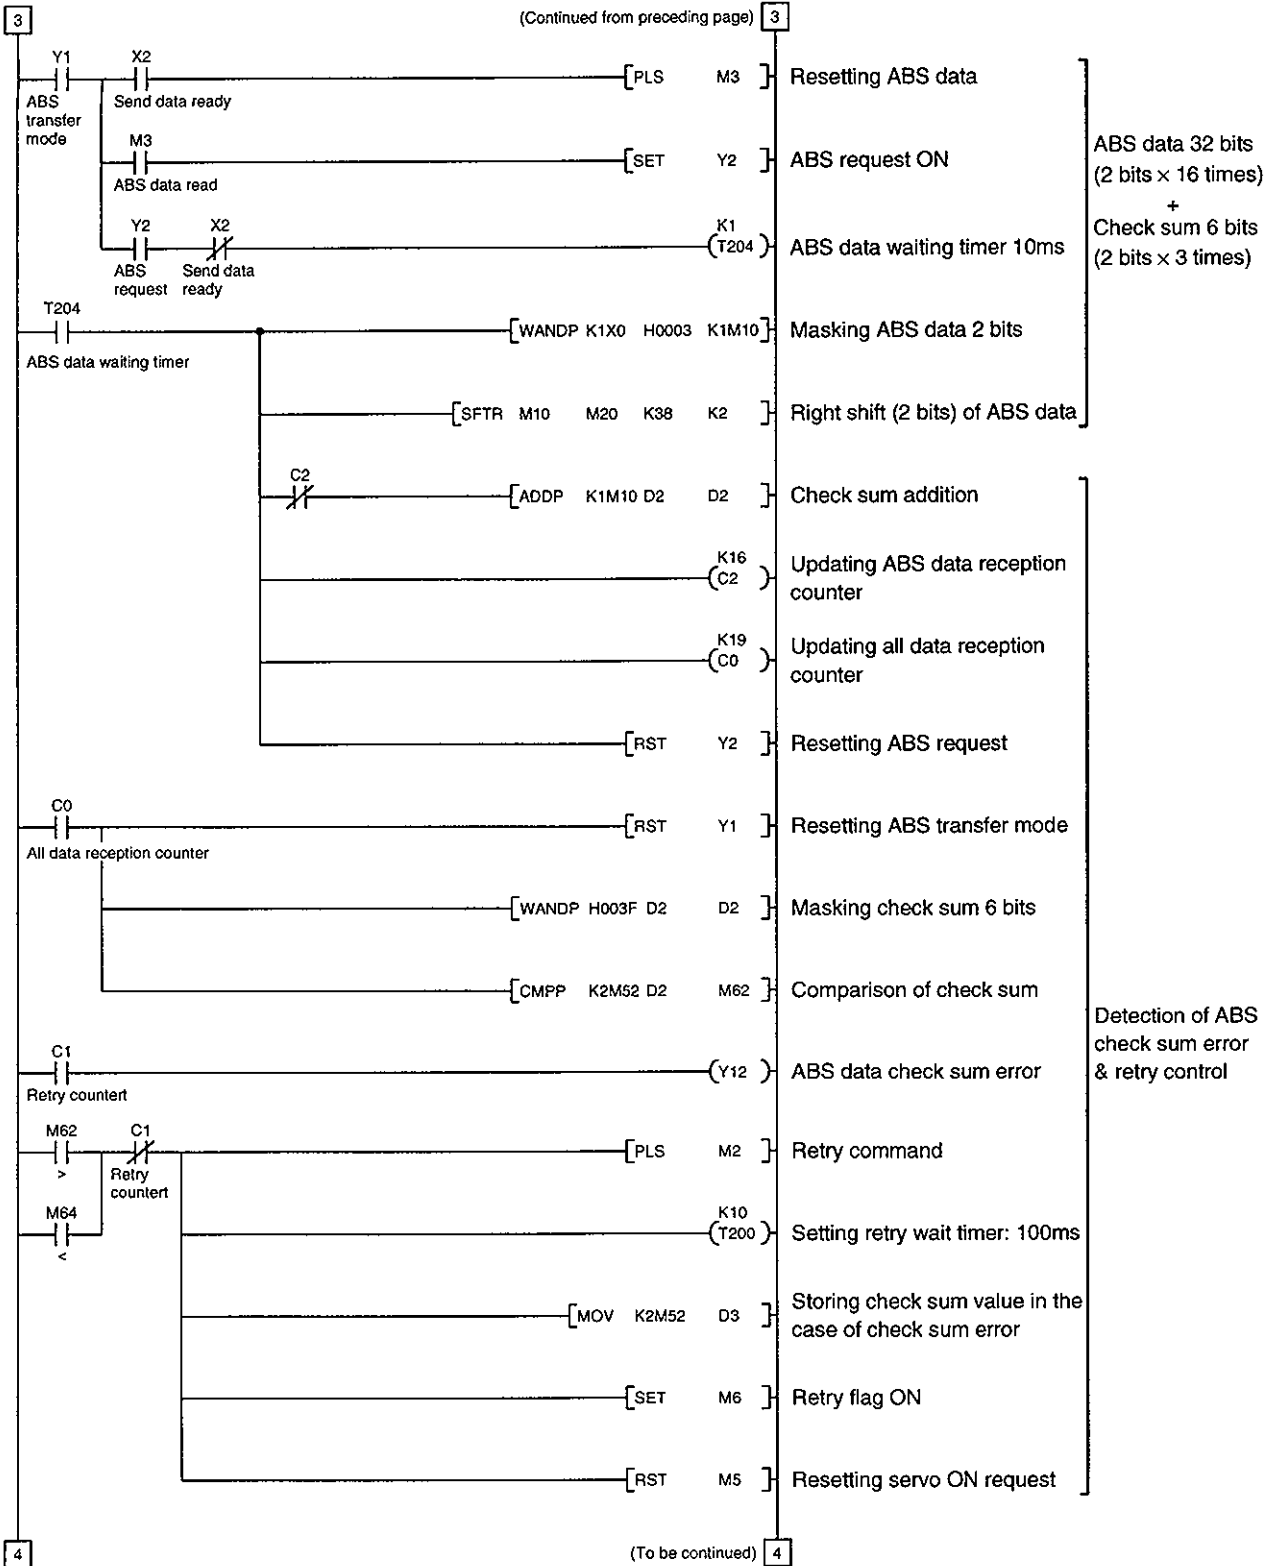 3
(Continued from preceding page) 3
Y1 X2
PLS M3 Resetting ABS data
ABS transfer mode
Send data ready
M3
SET Y2 ABS request ON
ABS data read
ABS data 32 bits
(2 bits × 16 times)
+
Check sum 6 bits
(2 bits × 3 times)
Y2 X2 K1
T204 ABS data waiting timer 10ms
ABS request
Send data ready
T204
WANDP K1X0 H0003 K1M10 Masking ABS data 2 bits
ABS data waiting timer
SFTR M10 M20 K38 K2 Right shift (2 bits) of ABS data
C2
ADDP K1M10 D2 D2 Check sum addition
K16
C2 Updating ABS data reception
counter
K19
C0 Updating all data reception
counter
RST Y2 Resetting ABS request
C0
RST Y1 Resetting ABS transfer mode
All data reception counter
WANDP H003F D2 D2 Masking check sum 6 bits
CMPP K2M52 D2 M62 Comparison of check sum
Detection of ABS
check sum error
& retry control
C1
Y12 ABS data check sum error
Retry countert
M62 C1
PLS M2 Retry command
>
Retry
countert
M64 K10
T200 Setting retry wait timer: 100ms
<
MOV K2M52 D3 Storing check sum value in the
case of check sum error
SET M6 Retry flag ON
RST M5 Resetting servo ON request
4
(To be continued) 4